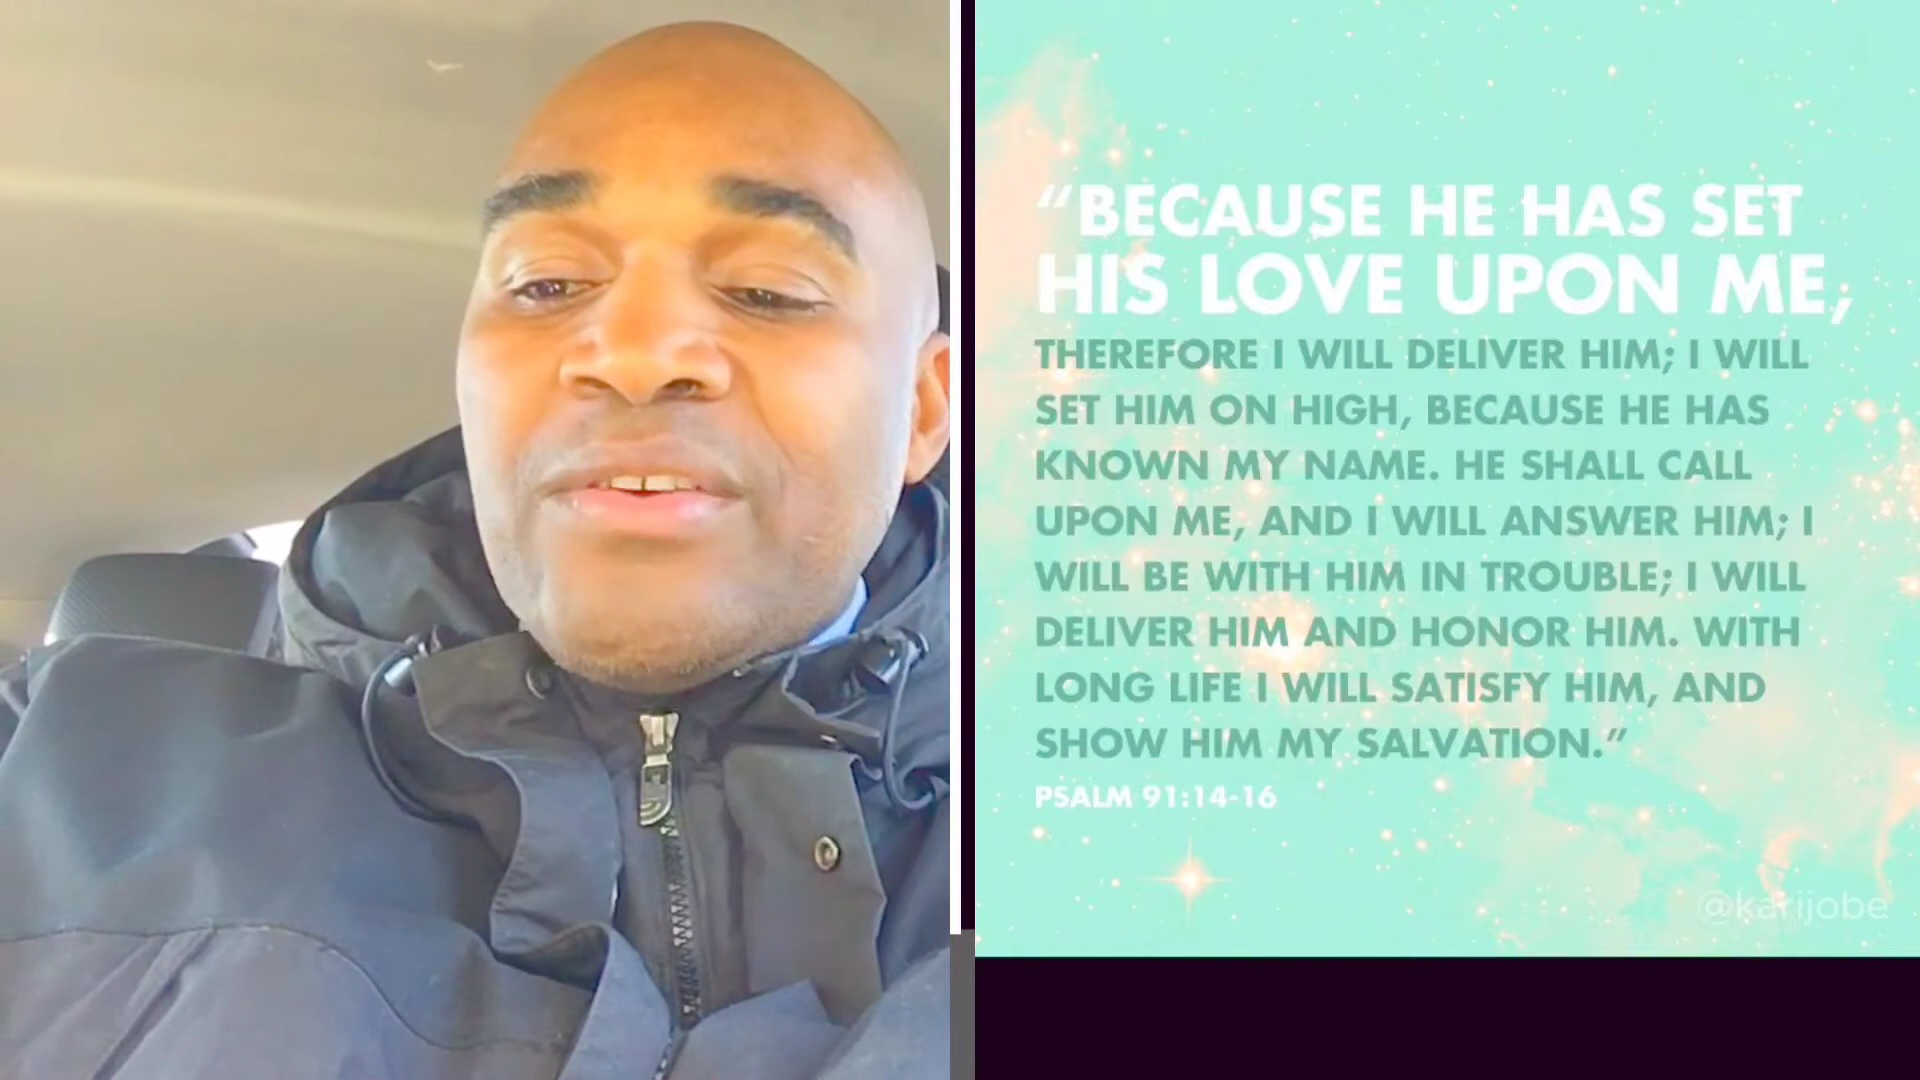 “BECAUSE HE HAS SET
HIS LOVE UPON ME,
THEREFORE I WILL DELIVER HIM; I WILL
SET HIM ON HIGH, BECAUSE HE HAS
KNOWN MY NAME. HE SHALL CALL
UPON ME, AND I WILL ANSWER HIM; I
WILL BE WITH HIM IN TROUBLE; I WILL
DELIVER HIM AND HONOR HIM. WITH
LONG LIFE I WILL SATISFY HIM, AND
SHOW HIM MY SALVATION.”
PSALM 91:14-16
@karijobe